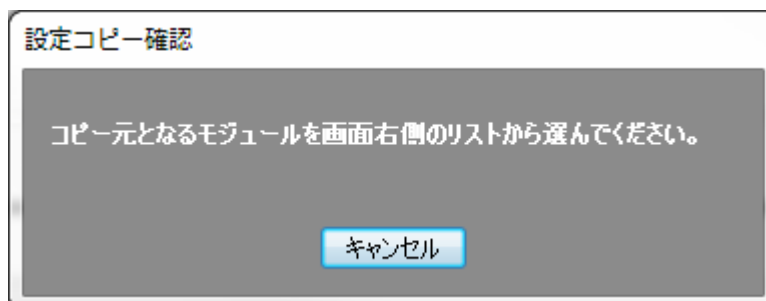 設定コピー確認
コピー元となるモジュールを画面右側のリストから選んでください。
キャンセル